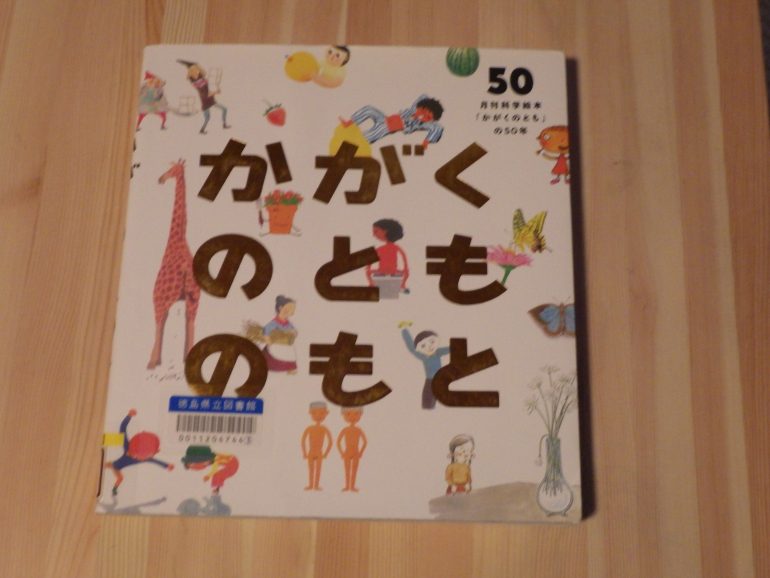 50
月刊科学絵本
「かがくのとも」
の50年
かがく
のとも
のもと
徳島県立図書館